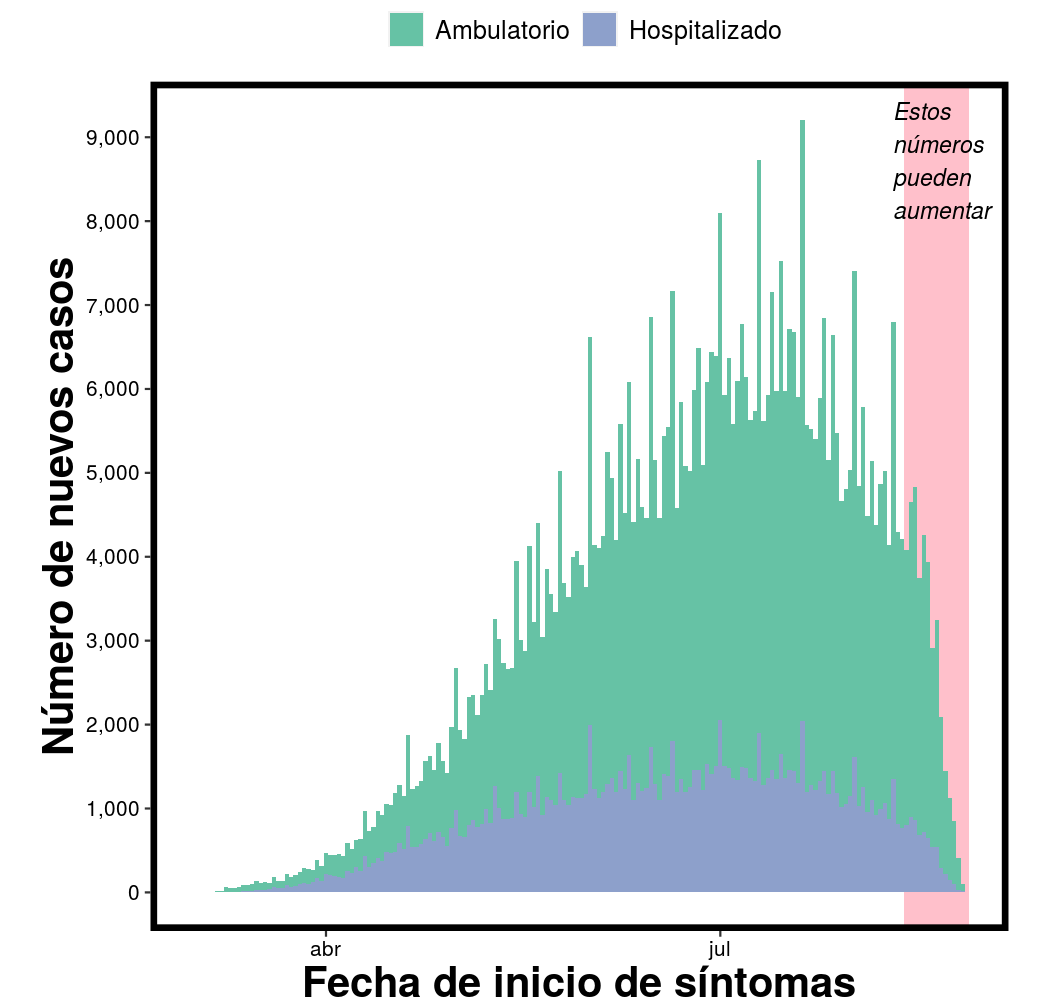 Ambulatorio Hospitalizado
Estos
números
pueden
aumentar
Número de nuevos casos
9,000
8,000
7,000
6,000
5,000
4,000
3,000
2,000
1,000
0
abr jul
Fecha de inicio de síntomas